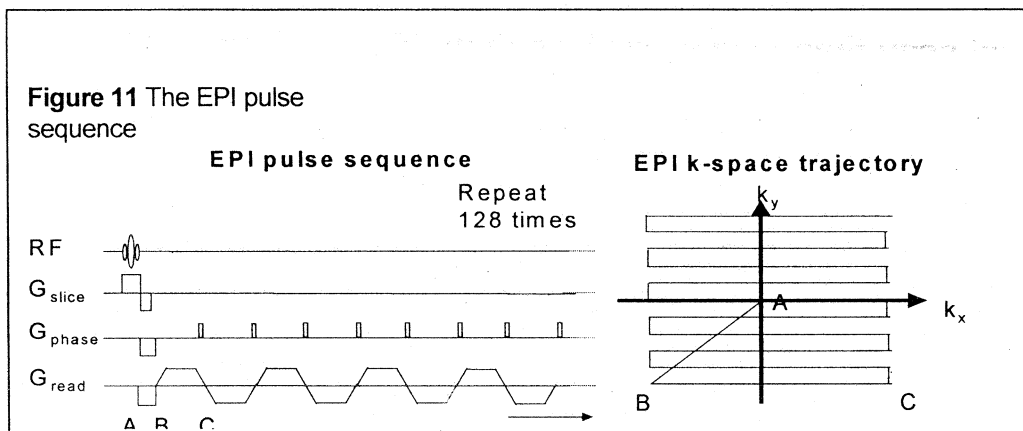 Figure 11 The EPI pulse
sequence
EPI pulse sequence
EPI k-space trajectory
Repeat
128 times
RF
G slice
G phase
G read
A B C
k y
A
k x
B
C